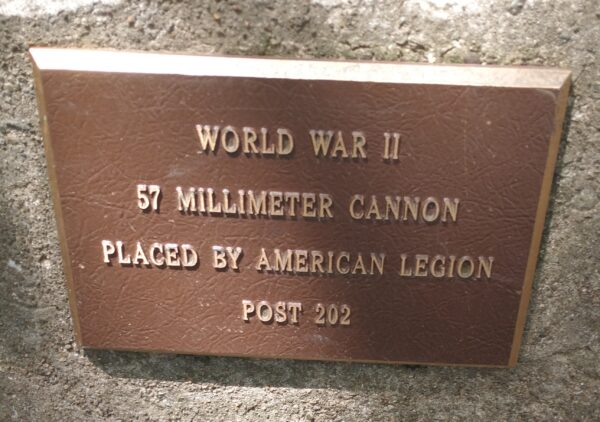 WORLD WAR II
57 MILLIMETER CANNON
PLACED BY AMERICAN LEGION
POST 202